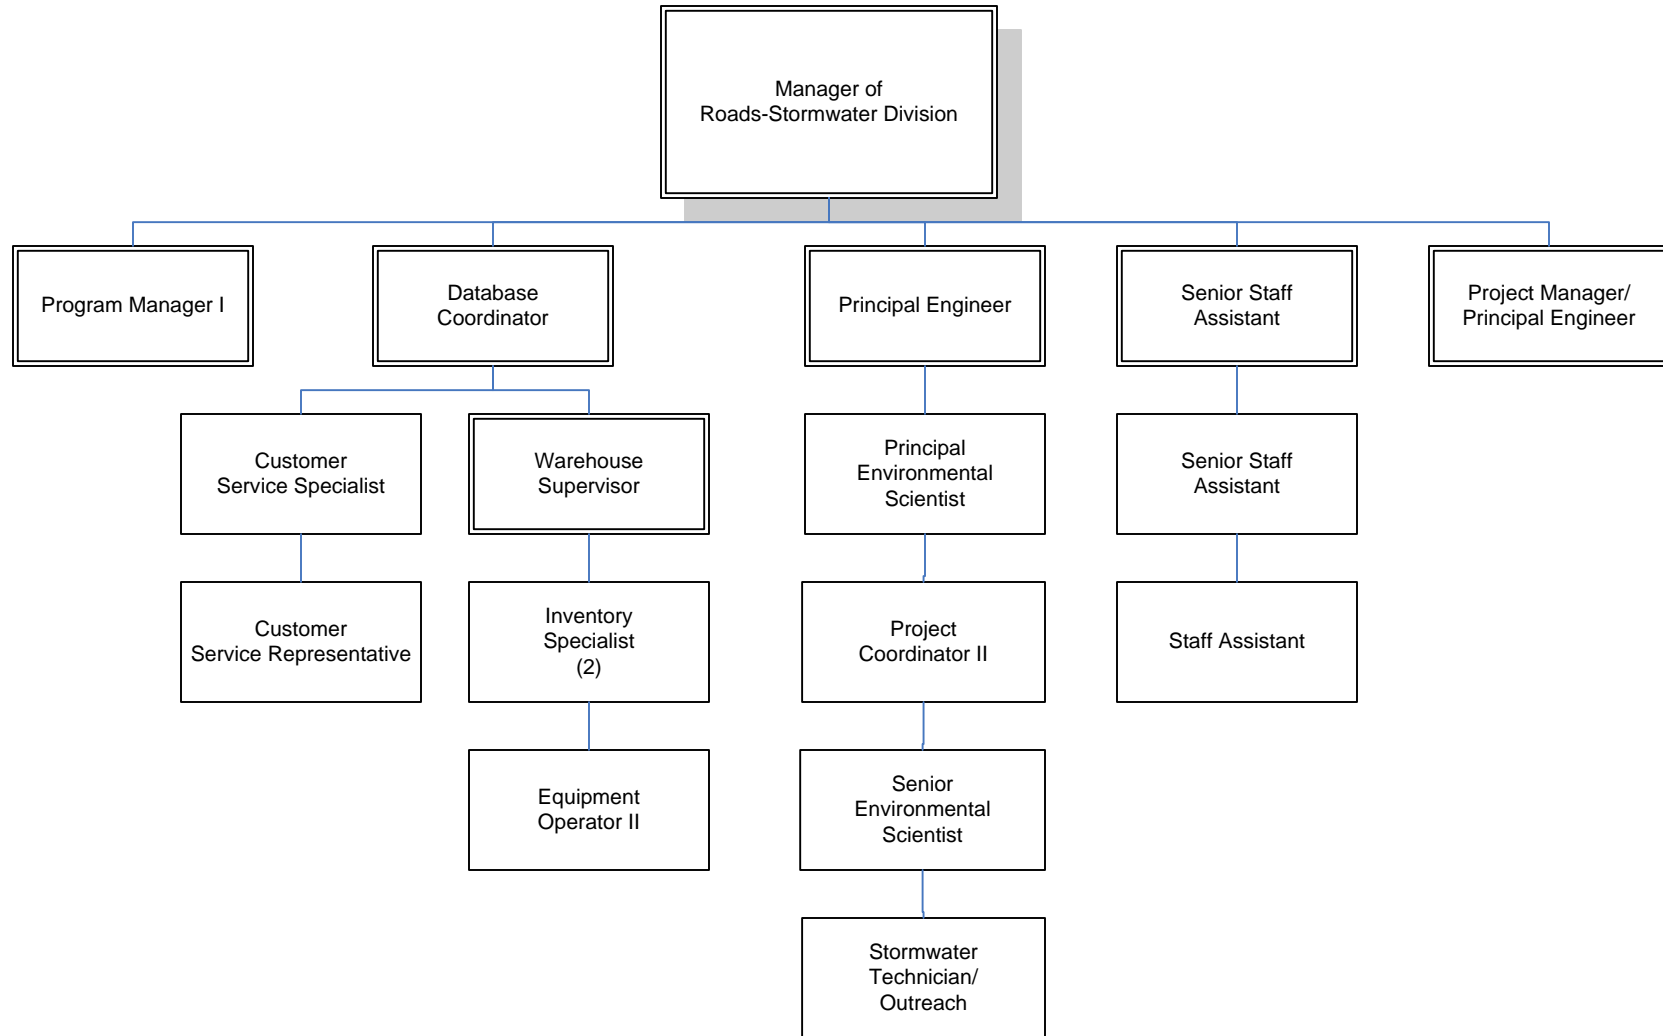 Manager of
Roads-Stormwater Division
Program Manager I
Database
Coordinator
Principal Engineer
Senior Staff
Assistant
Project Manager/
Principal Engineer
Customer
Service Specialist
Warehouse
Supervisor
Principal
Environmental
Scientist
Senior Staff
Assistant
Customer
Service Representative
Inventory
Specialist
(2)
Project
Coordinator II
Staff Assistant
Equipment
Operator II
Senior
Environmental
Scientist
Stormwater
Technician/
Outreach